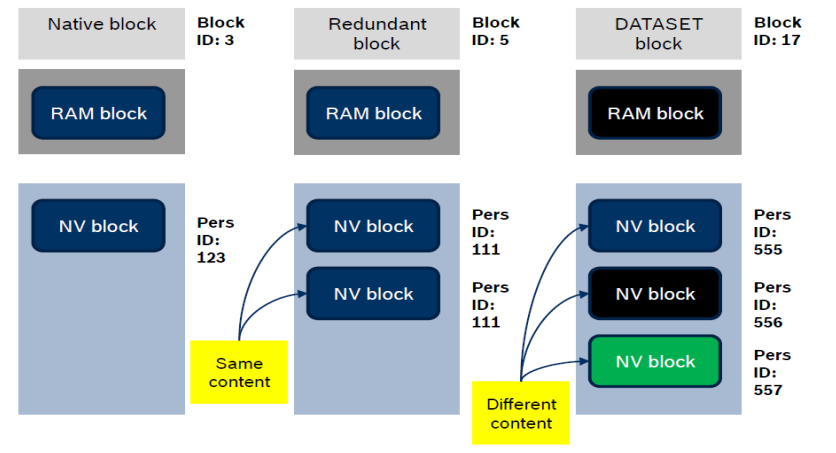 Native block
Block
ID: 3
Redundant
block
Block
ID: 5
DATASET
block
Block
ID: 17
RAM block
RAM block
RAM block
NV block
Pers
ID:
123
NV block
Pers
ID:
111
NV block
Pers
ID:
555
NV block
Pers
ID:
111
NV block
Pers
ID:
556
NV block
Pers
ID:
557
Same
content
Different
content